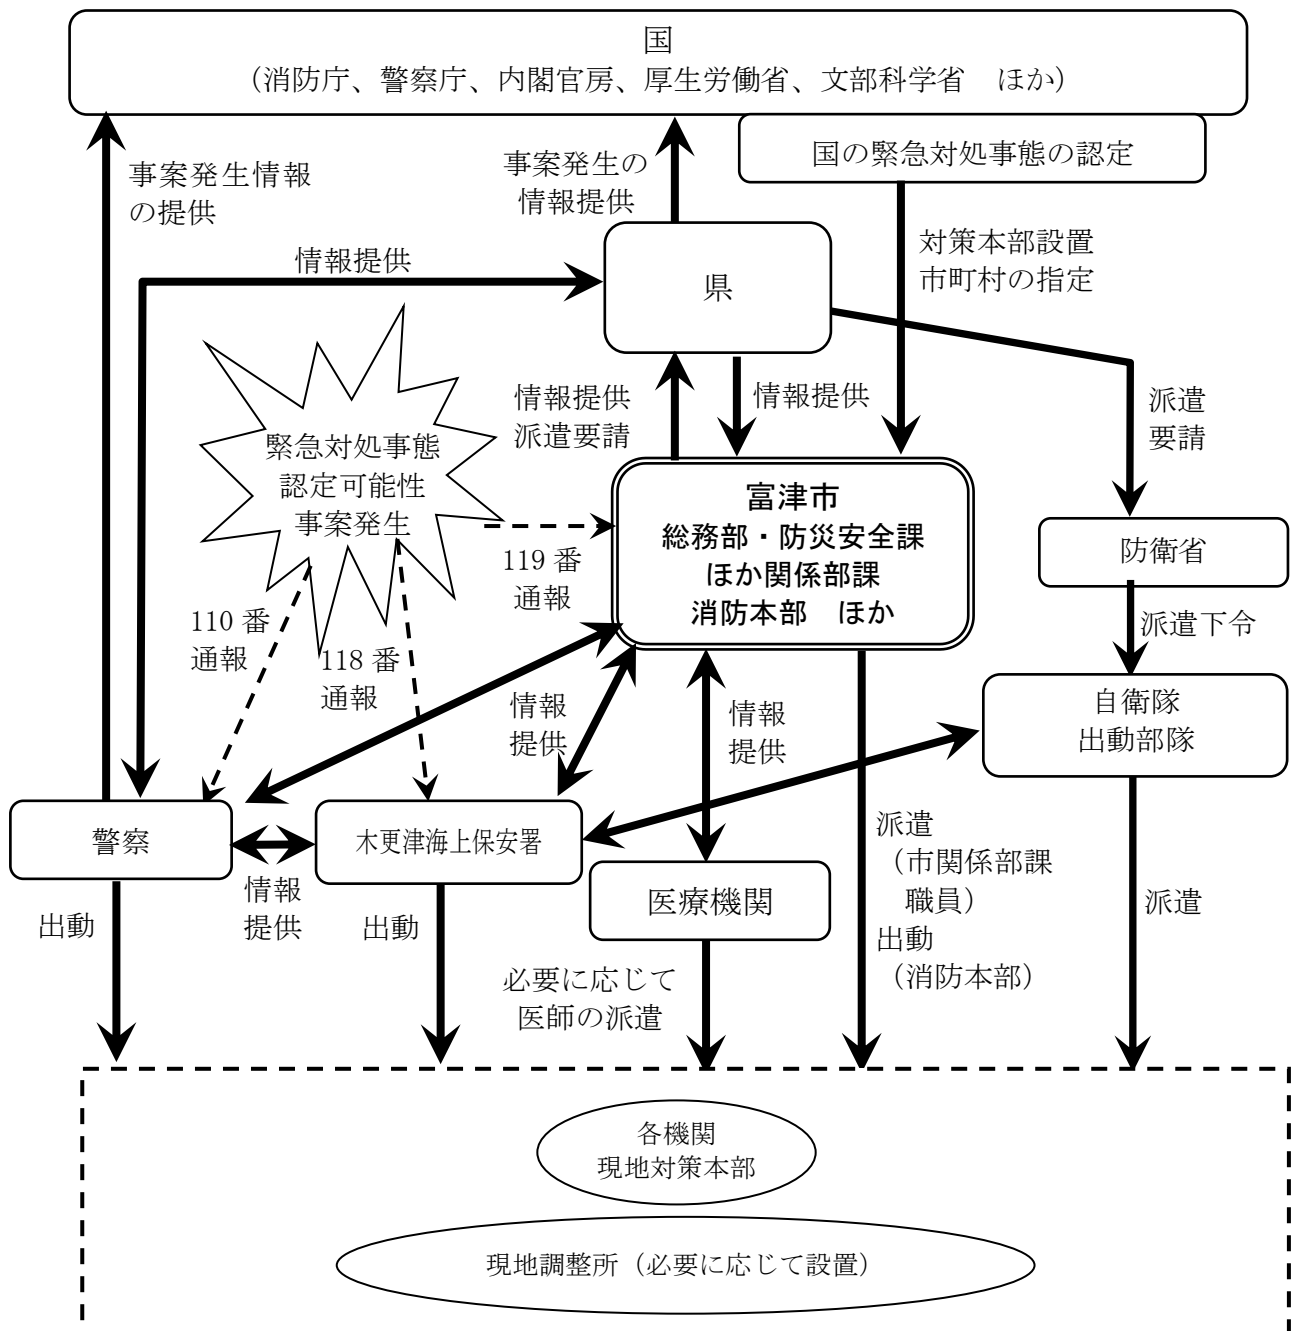 国
（消防庁、警察庁、内閣官房、厚生労働省、文部科学省　ほか）
国の緊急対処事態の認定
事案発生情報
の提供
事案発生の
情報提供
対策本部設置
市町村の指定
情報提供
県
情報提供
派遣要請
情報提供
派遣
要請
緊急対処事態
認定可能性
事案発生
富津市
総務部・防災安全課
ほか関係部課
消防本部　ほか
119 番
通報
防衛省
110 番
通報
118 番
通報
派遣下令
情報
提供
情報
提供
自衛隊
出動部隊
警察
木更津海上保安署
情報
提供
医療機関
派遣
（市関係部課
職員）
出動
（消防本部）
出動
出動
派遣
必要に応じて
医師の派遣
各機関
現地対策本部
現地調整所（必要に応じて設置）